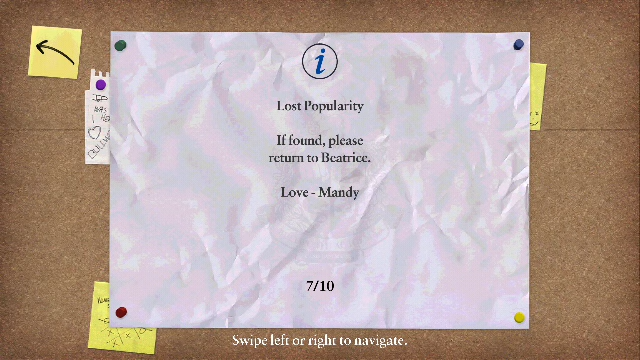 i
Lost Popularity
If found, please
return to Beatrice.
Love - Mandy
7/10
Swipe left or right to navigate.